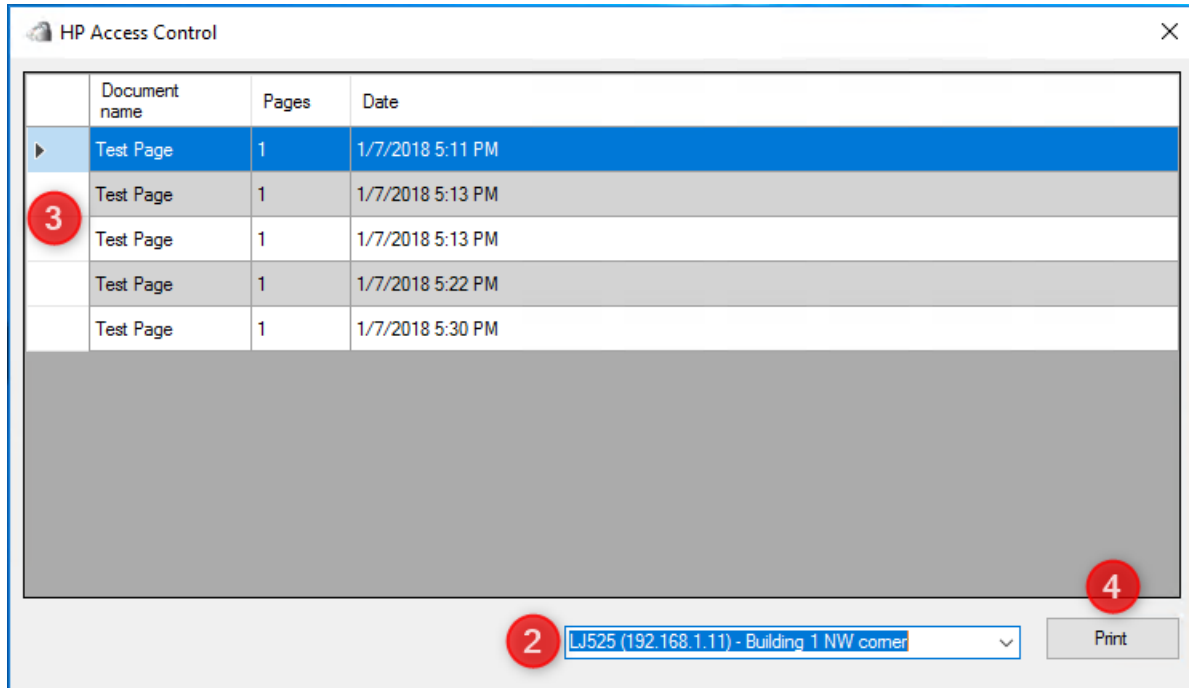 HP Access Control
Document name Pages Date
Test Page 1 1/7/2018 5:11 PM
Test Page 1 1/7/2018 5:13 PM
3
Test Page 1 1/7/2018 5:13 PM
Test Page 1 1/7/2018 5:22 PM
Test Page 1 1/7/2018 5:30 PM
4
2 LJ525 (192.168.1.11) - Building 1 NW corner Print